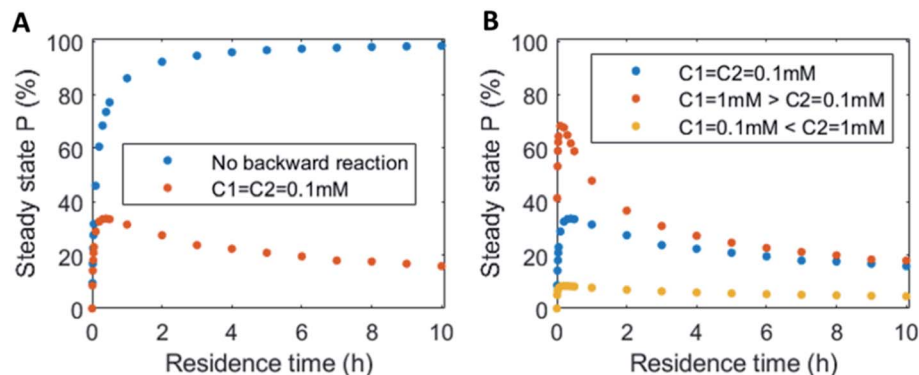 A
Steady state P (%)
100
80
60
40
20
0
No backward reaction
C1=C2=0.1mM
0 2 4 6 8 10
Residence time (h)
B
Steady state P (%)
100
80
60
40
20
0
C1=C2=0.1mM
C1=1mM > C2=0.1mM
C1=0.1mM < C2=1mM
0 2 4 6 8 10
Residence time (h)